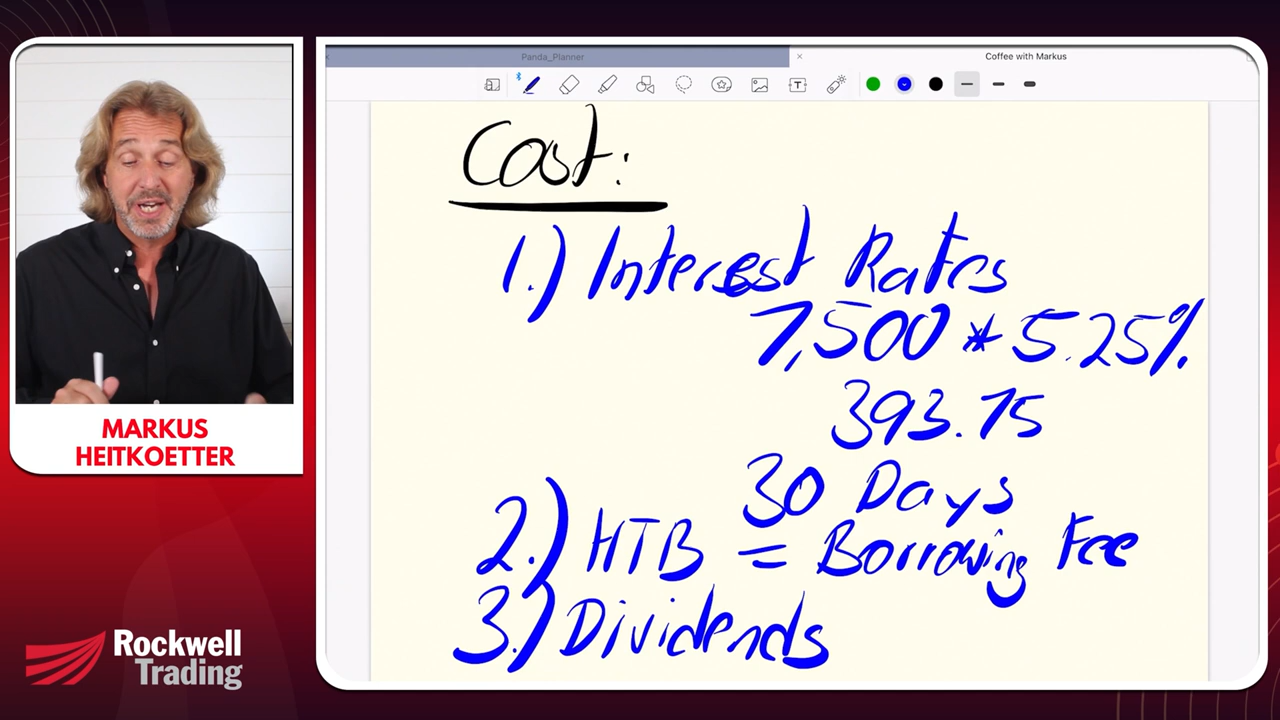 Panda_Planner
Coffee with Markus
Cost:
1.) Interest Rates
7,500 * 5.25%
393.75
30 Days
2.) HTB = Borrowing Fee
3.) Dividends
MARKUS
HEITKOETTER
Rockwell
Trading